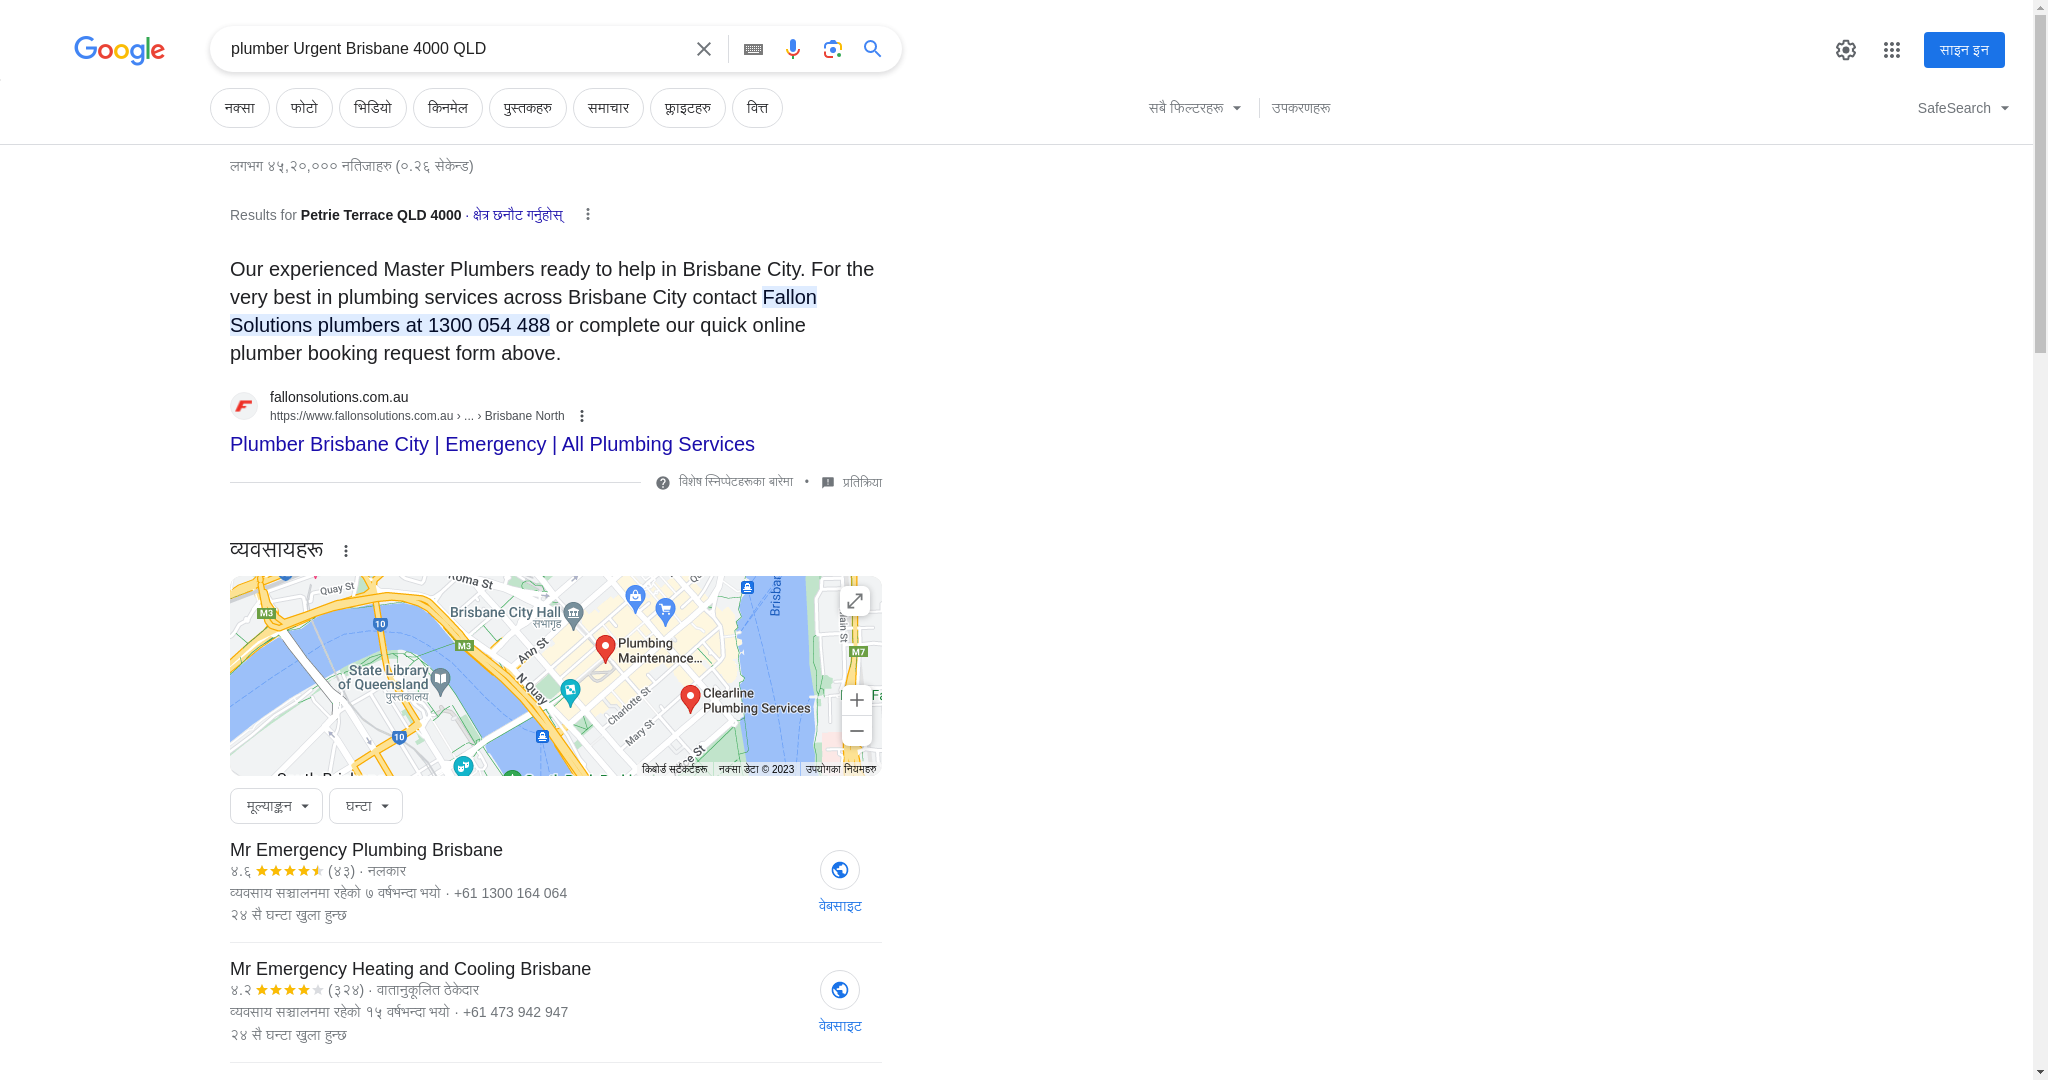 Google
plumber Urgent Brisbane 4000 QLD
साइन इन
नक्सा
फोटो
भिडियो
किनमेल
पुस्तकहरु
समाचार
फ्लाइटहरु
वित्त
सबै फिल्टरहरू
उपकरणहरू
SafeSearch
लगभग ४५,२०,००० नतिजाहरु (०.२६ सेकेन्ड)
Results for Petrie Terrace QLD 4000 · क्षेत्र छनौट गर्नुहोस्
Our experienced Master Plumbers ready to help in Brisbane City. For the
very best in plumbing services across Brisbane City contact Fallon
Solutions plumbers at 1300 054 488 or complete our quick online
plumber booking request form above.
fallonsolutions.com.au
https://www.fallonsolutions.com.au › ... › Brisbane North
Plumber Brisbane City | Emergency | All Plumbing Services
विशेष स्निप्पेटहरूका बारेमा • प्रतिक्रिया
व्यवसायहरू
Quay St
Roma St
M3
10
Brisbane City Hall
सभागृह
M3
Ann St
N Quay
Plumbing
Maintenance...
M7
State Library
of Queensland
पुस्तकालय
Clearline
Plumbing Services
Charlotte St
Mary St
10
किबोर्ड सर्टकटहरू
नक्सा डेटा © 2023
उपयोगका नियमहरु
मूल्याङ्कन
घन्टा
Mr Emergency Plumbing Brisbane
४.६ (४३) · नलकार
व्यवसाय सञ्चालनमा रहेको ७ वर्षभन्दा भयो · +61 1300 164 064
२४ सै घन्टा खुला हुन्छ
वेबसाइट
Mr Emergency Heating and Cooling Brisbane
४.२ (३२४) · वातानुकूलित ठेकेदार
व्यवसाय सञ्चालनमा रहेको १५ वर्षभन्दा भयो · +61 473 942 947
२४ सै घन्टा खुला हुन्छ
वेबसाइट